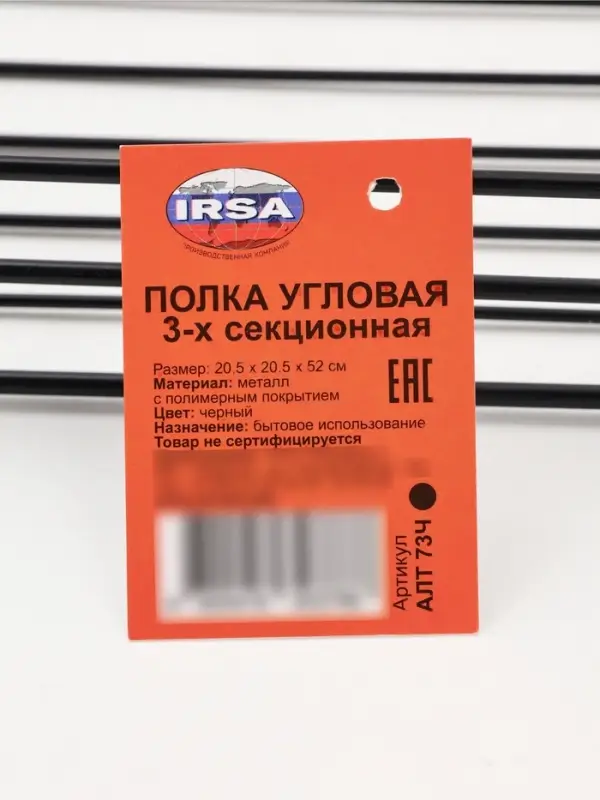 IRSA
ПРОИЗВОДСТВЕННАЯ КОМПАНИЯ
ПОЛКА УГЛОВАЯ
3-х секционная
Размер: 20.5 х 20.5 х 52 см
Материал: металл
с полимерным покрытием
Цвет: черный
Назначение: бытовое использование
Товар не сертифицируется
ЕАС
Артикул
АЛТ 73Ч